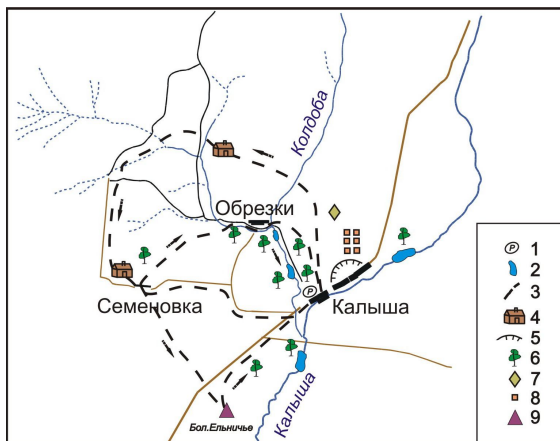 Колдоба
Обрезки
Семеновка
Р
Калыша
Калыша
Бол.Ельничье
Р 1
2
3
4
5
6
7
8
9